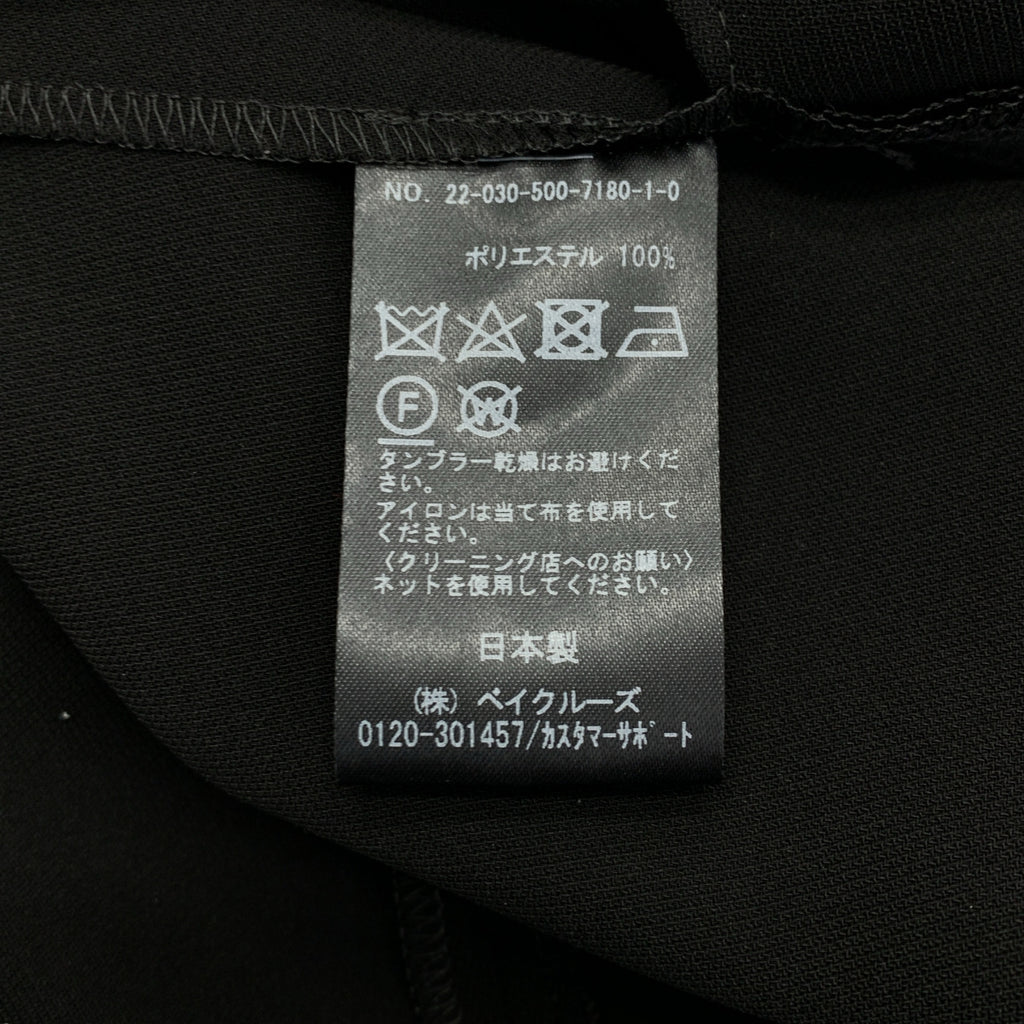 NO. 22-030-500-7180-1-0
ポリエステル 100%
F
W
タンブラー乾燥はお避けくだ
さい。
アイロンは当て布を使用して
ください。
〈クリーニング店へのお願い〉
ネットを使用してください。
日本製
(株) ベイクルーズ
0120-301457/カスタマーサポート